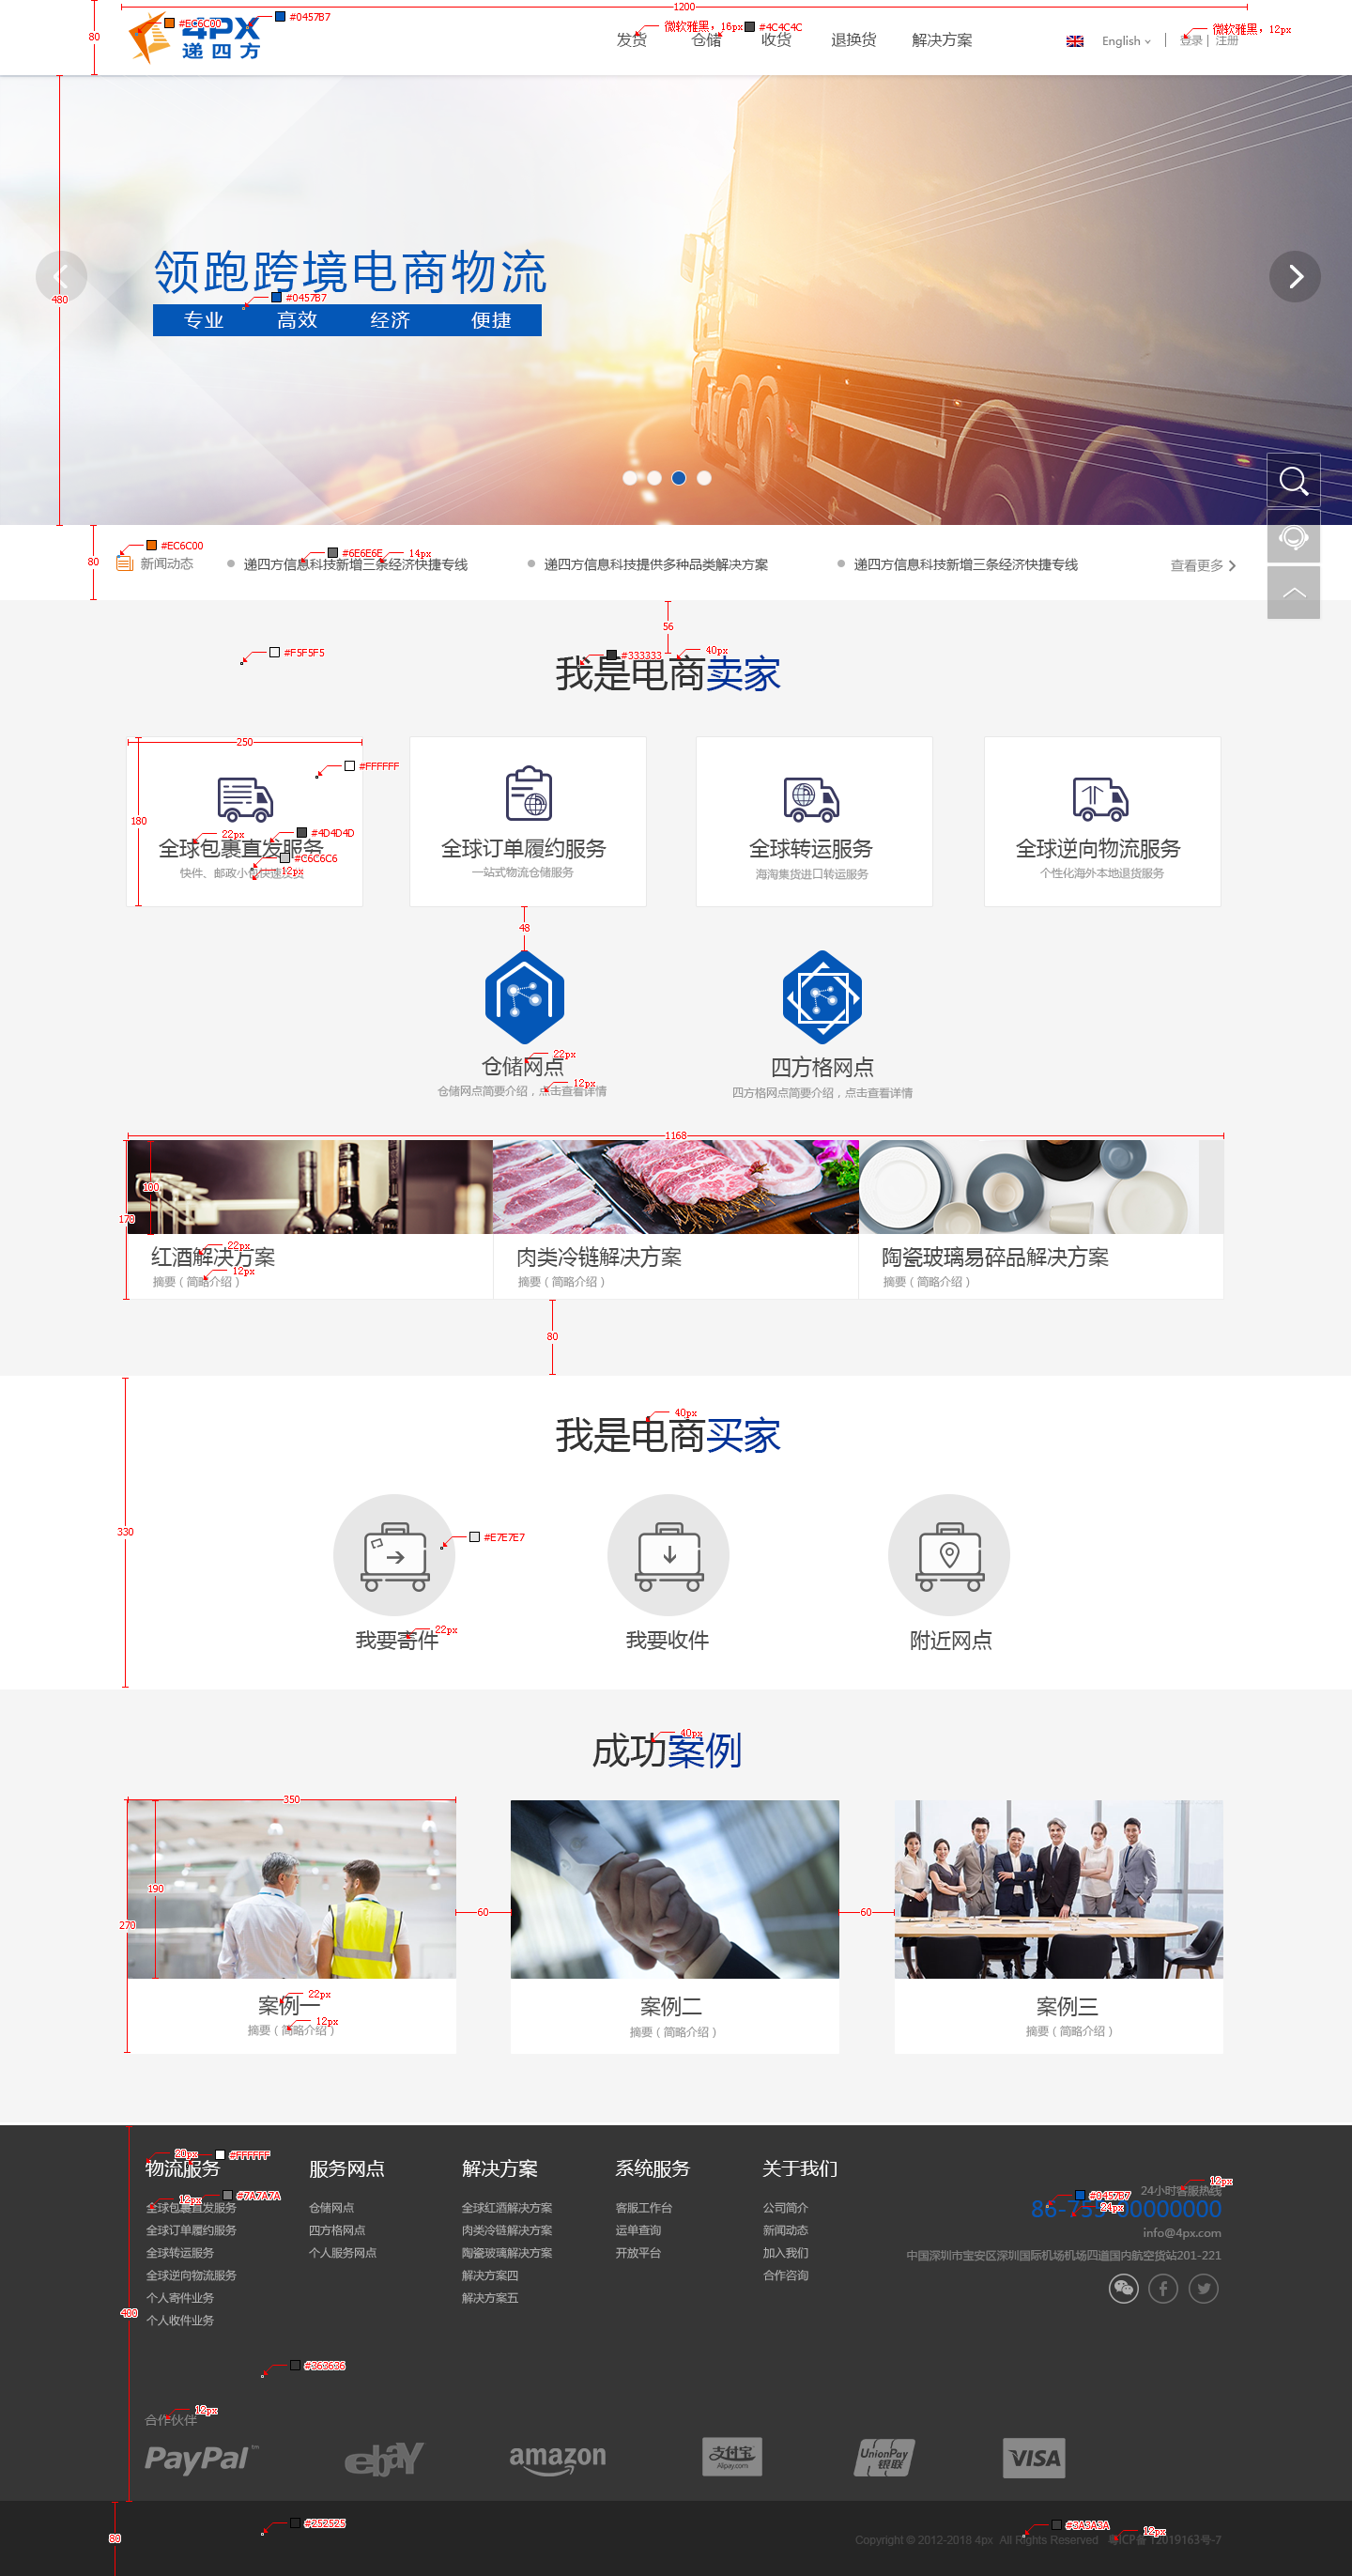 1200
80
#EC6C00
#0457B7
4PX
递四方
微软雅黑，16px
#4C4C4C
微软雅黑，12px
发货 仓储 收货 退换货 解决方案
English
登录 | 注册
480
领跑跨境电商物流
#0457B7
专业 高效 经济 便捷
80
#EC6C00
#6E6E6E
14px
新闻动态
递四方信息科技新增三条经济快捷专线
递四方信息科技提供多种品类解决方案
递四方信息科技新增三条经济快捷专线
查看更多
56
#F5F5F5
#333333
40px
我是电商卖家
250
#FFFFFF
180
22px
#4D4D4D
全球包裹直发服务
全球订单履约服务
全球转运服务
全球逆向物流服务
#C6C6C6
12px
快件、邮政小包快速发货
一站式物流仓储服务
海淘集货进口转运服务
个性化海外本地退货服务
48
22px
仓储网点
四方格网点
12px
仓储网点简要介绍，点击查看详情
四方格网点简要介绍，点击查看详情
1168
100
170
22px
红酒解决方案
肉类冷链解决方案
陶瓷玻璃易碎品解决方案
12px
摘要（简略介绍）
摘要（简略介绍）
摘要（简略介绍）
80
40px
我是电商买家
330
#E7E7E7
22px
我要寄件
我要收件
附近网点
40px
成功案例
350
190
270
60
60
22px
案例一
案例二
案例三
12px
摘要（简略介绍）
摘要（简略介绍）
摘要（简略介绍）
20px
#FFFFFF
物流服务 服务网点 解决方案 系统服务 关于我们
12px
#7A7A7A
全球包裹直发服务
全球订单履约服务
全球转运服务
全球逆向物流服务
个人寄件业务
个人收件业务
仓储网点
四方格网点
个人服务网点
全球红酒解决方案
肉类冷链解决方案
陶瓷玻璃解决方案
解决方案四
解决方案五
客服工作台
运单查询
开放平台
公司简介
新闻动态
加入我们
合作咨询
12px
24小时客服热线
#0457B7
24px
86-755-00000000
info@4px.com
中国深圳市宝安区深圳国际机场机场四道国内航空货站201-221
400
#363636
12px
合作伙伴
PayPal™
ebaY
amazon
支付宝
Alipay.com
UnionPay
银联
VISA
80
#252525
#3A3A3A
12px
Copyright © 2012-2018 4px All Rights Reserved 粤ICP备 12019163号-7